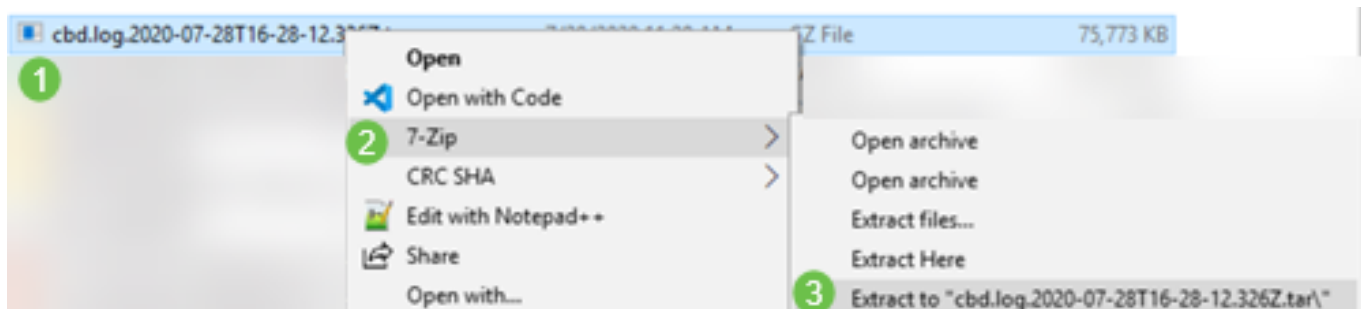 cbd.log.2020-07-28T16-28-12.3
GZ File
75,773 KB
1
Open
Open with Code
2
7-Zip
Open archive
CRC SHA
Open archive
Edit with Notepad++
Extract files...
Share
Extract Here
Open with...
3
Extract to "cbd.log.2020-07-28T16-28-12.326Z.tar\"